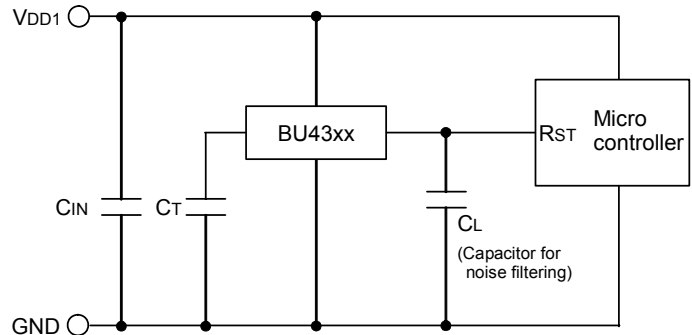 VDD1
BU43xx
RST
Micro
controller
CIN
CT
CL
(Capacitor for
noise filtering)
GND